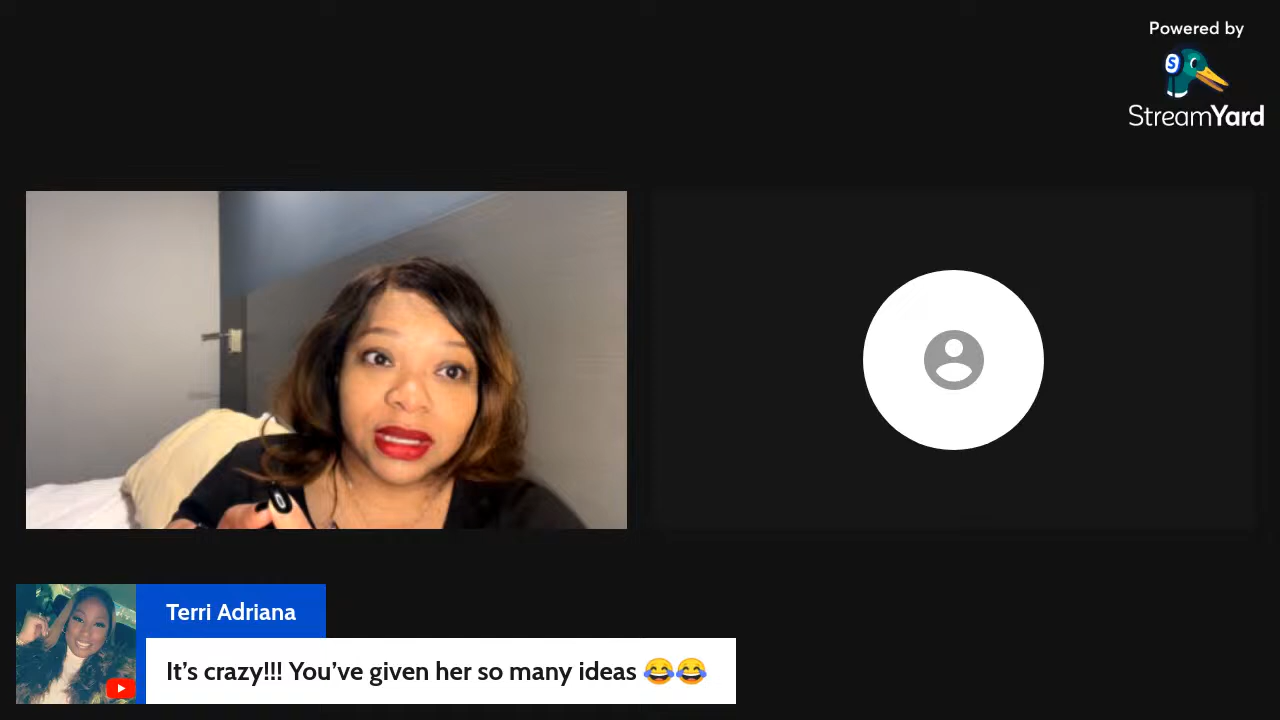 Powered by
StreamYard
Terri Adriana
It’s crazy!!! You’ve given her so many ideas 😂😂